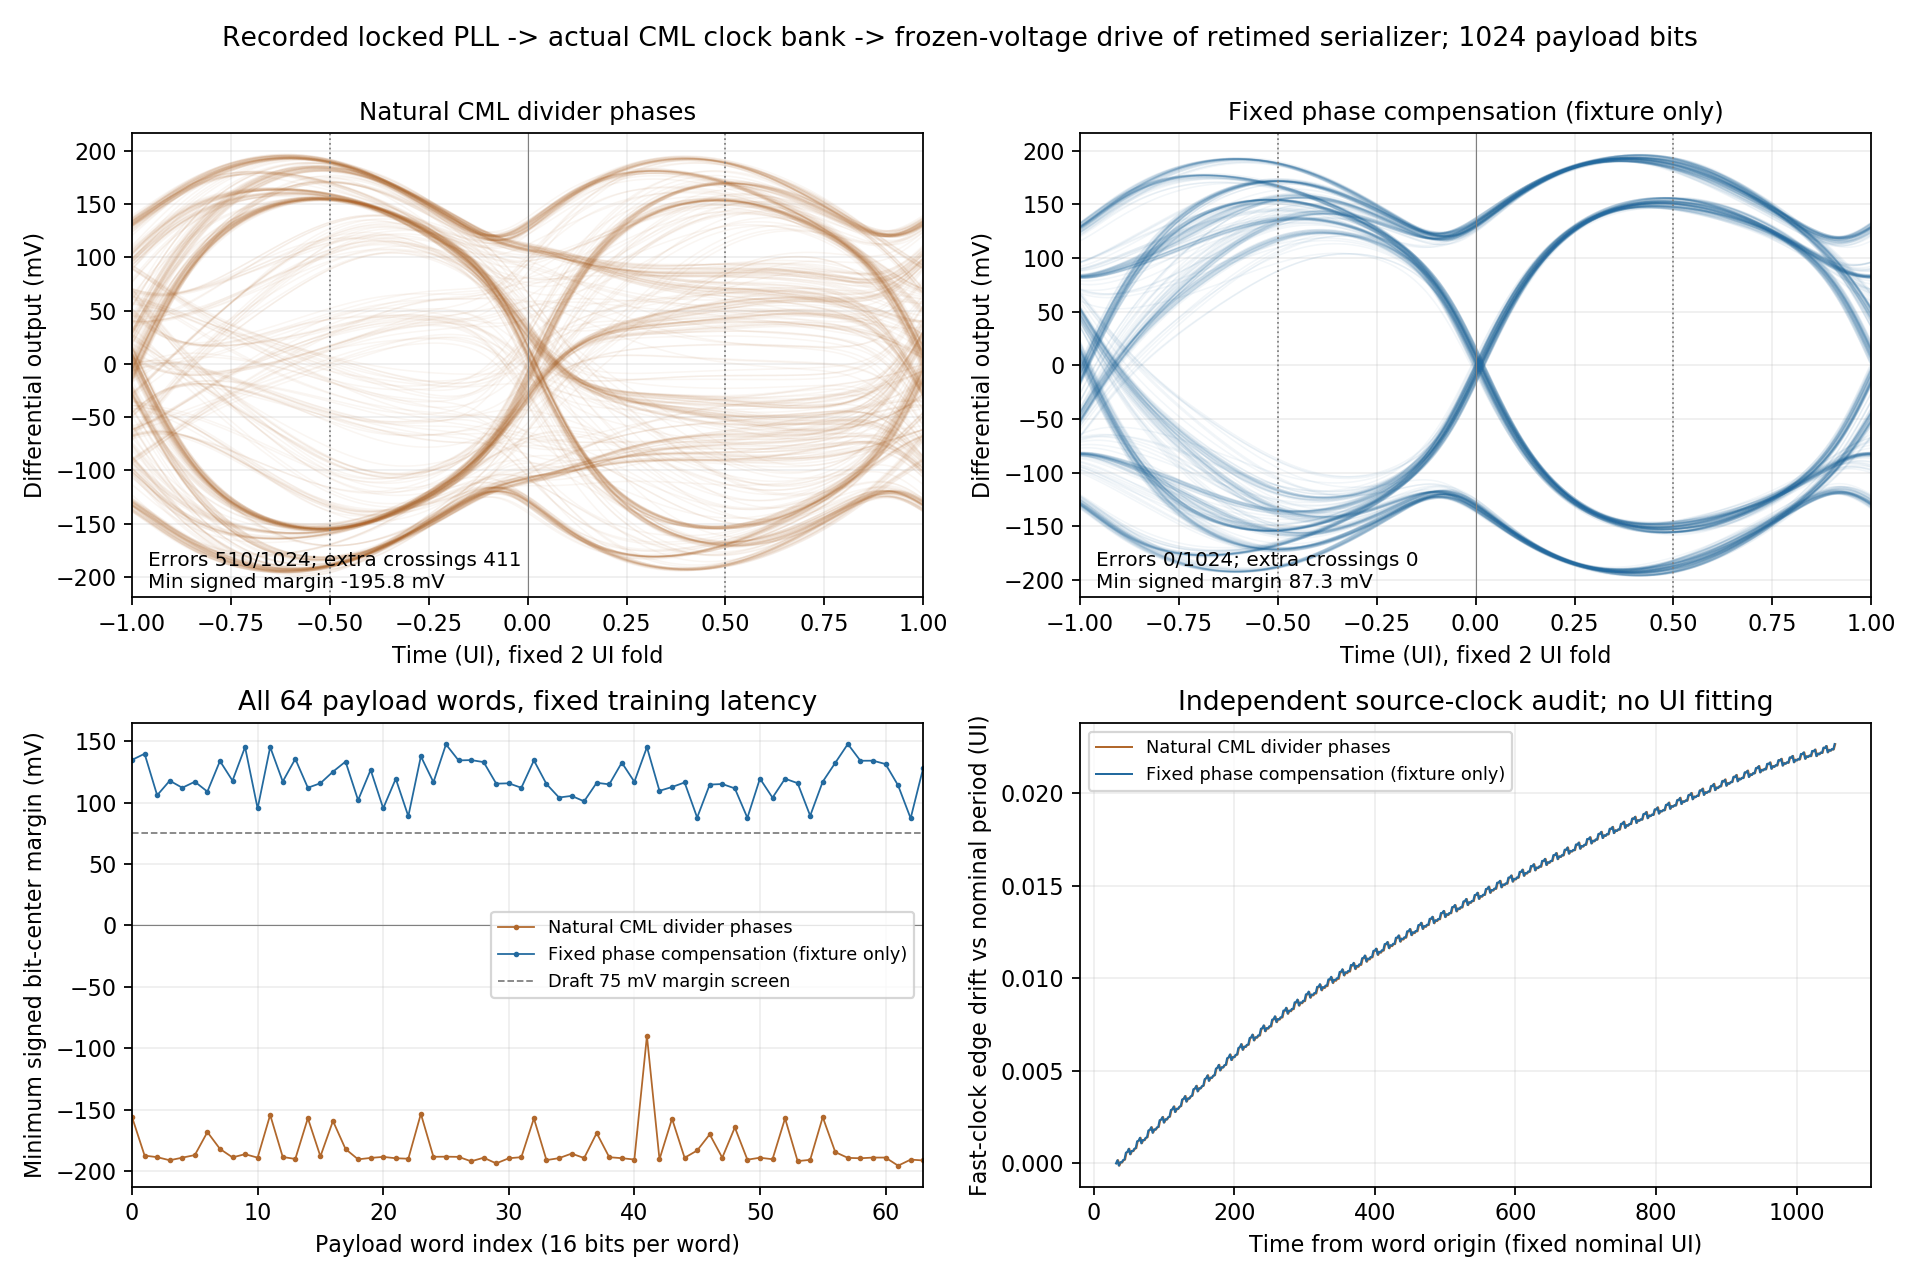 Recorded locked PLL -> actual CML clock bank -> frozen-voltage drive of retimed serializer; 1024 payload bits
Natural CML divider phases
Differential output (mV)
200
150
100
50
0
−50
−100
−150
−200
Errors 510/1024; extra crossings 411
Min signed margin -195.8 mV
−1.00 −0.75 −0.50 −0.25 0.00 0.25 0.50 0.75 1.00
Time (UI), fixed 2 UI fold
Fixed phase compensation (fixture only)
Differential output (mV)
200
150
100
50
0
−50
−100
−150
−200
Errors 0/1024; extra crossings 0
Min signed margin 87.3 mV
−1.00 −0.75 −0.50 −0.25 0.00 0.25 0.50 0.75 1.00
Time (UI), fixed 2 UI fold
All 64 payload words, fixed training latency
Minimum signed bit-center margin (mV)
150
100
50
0
−50
−100
−150
−200
Natural CML divider phases
Fixed phase compensation (fixture only)
Draft 75 mV margin screen
0 10 20 30 40 50 60
Payload word index (16 bits per word)
Independent source-clock audit; no UI fitting
Fast-clock edge drift vs nominal period (UI)
Natural CML divider phases
Fixed phase compensation (fixture only)
0.020
0.015
0.010
0.005
0.000
0 200 400 600 800 1000
Time from word origin (fixed nominal UI)